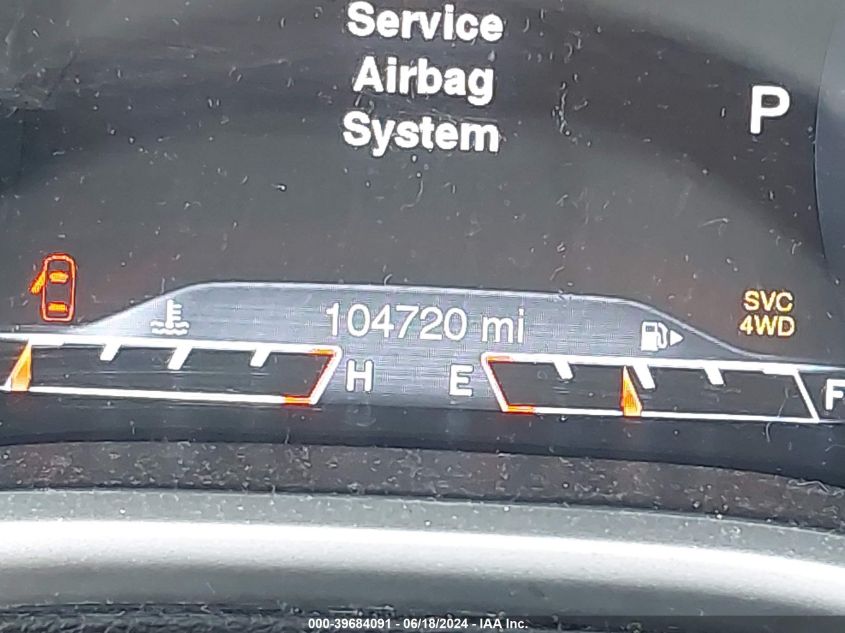 Service
Airbag
System
P
104720 mi
SVC
4WD
H
E
F
000-39684091 - 06/18/2024 - IAA Inc.